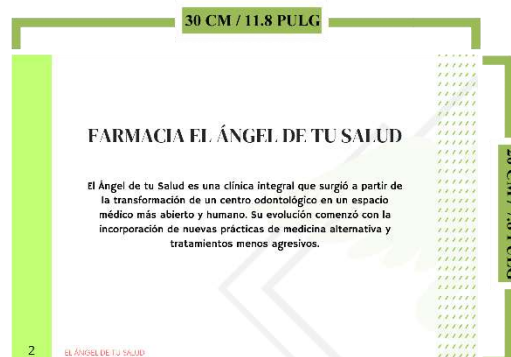 30 CM / 11.8 PULG
FARMACIA EL ÁNGEL DE TU SALUD
El Ángel de tu Salud es una clínica integral que surgió a partir de
la transformación de un centro odontológico en un espacio
médico más abierto y humano. Su evolución comenzó con la
incorporación de nuevas prácticas de medicina alternativa y
tratamientos menos agresivos.
2
EL ÁNGEL DE TU SALUD